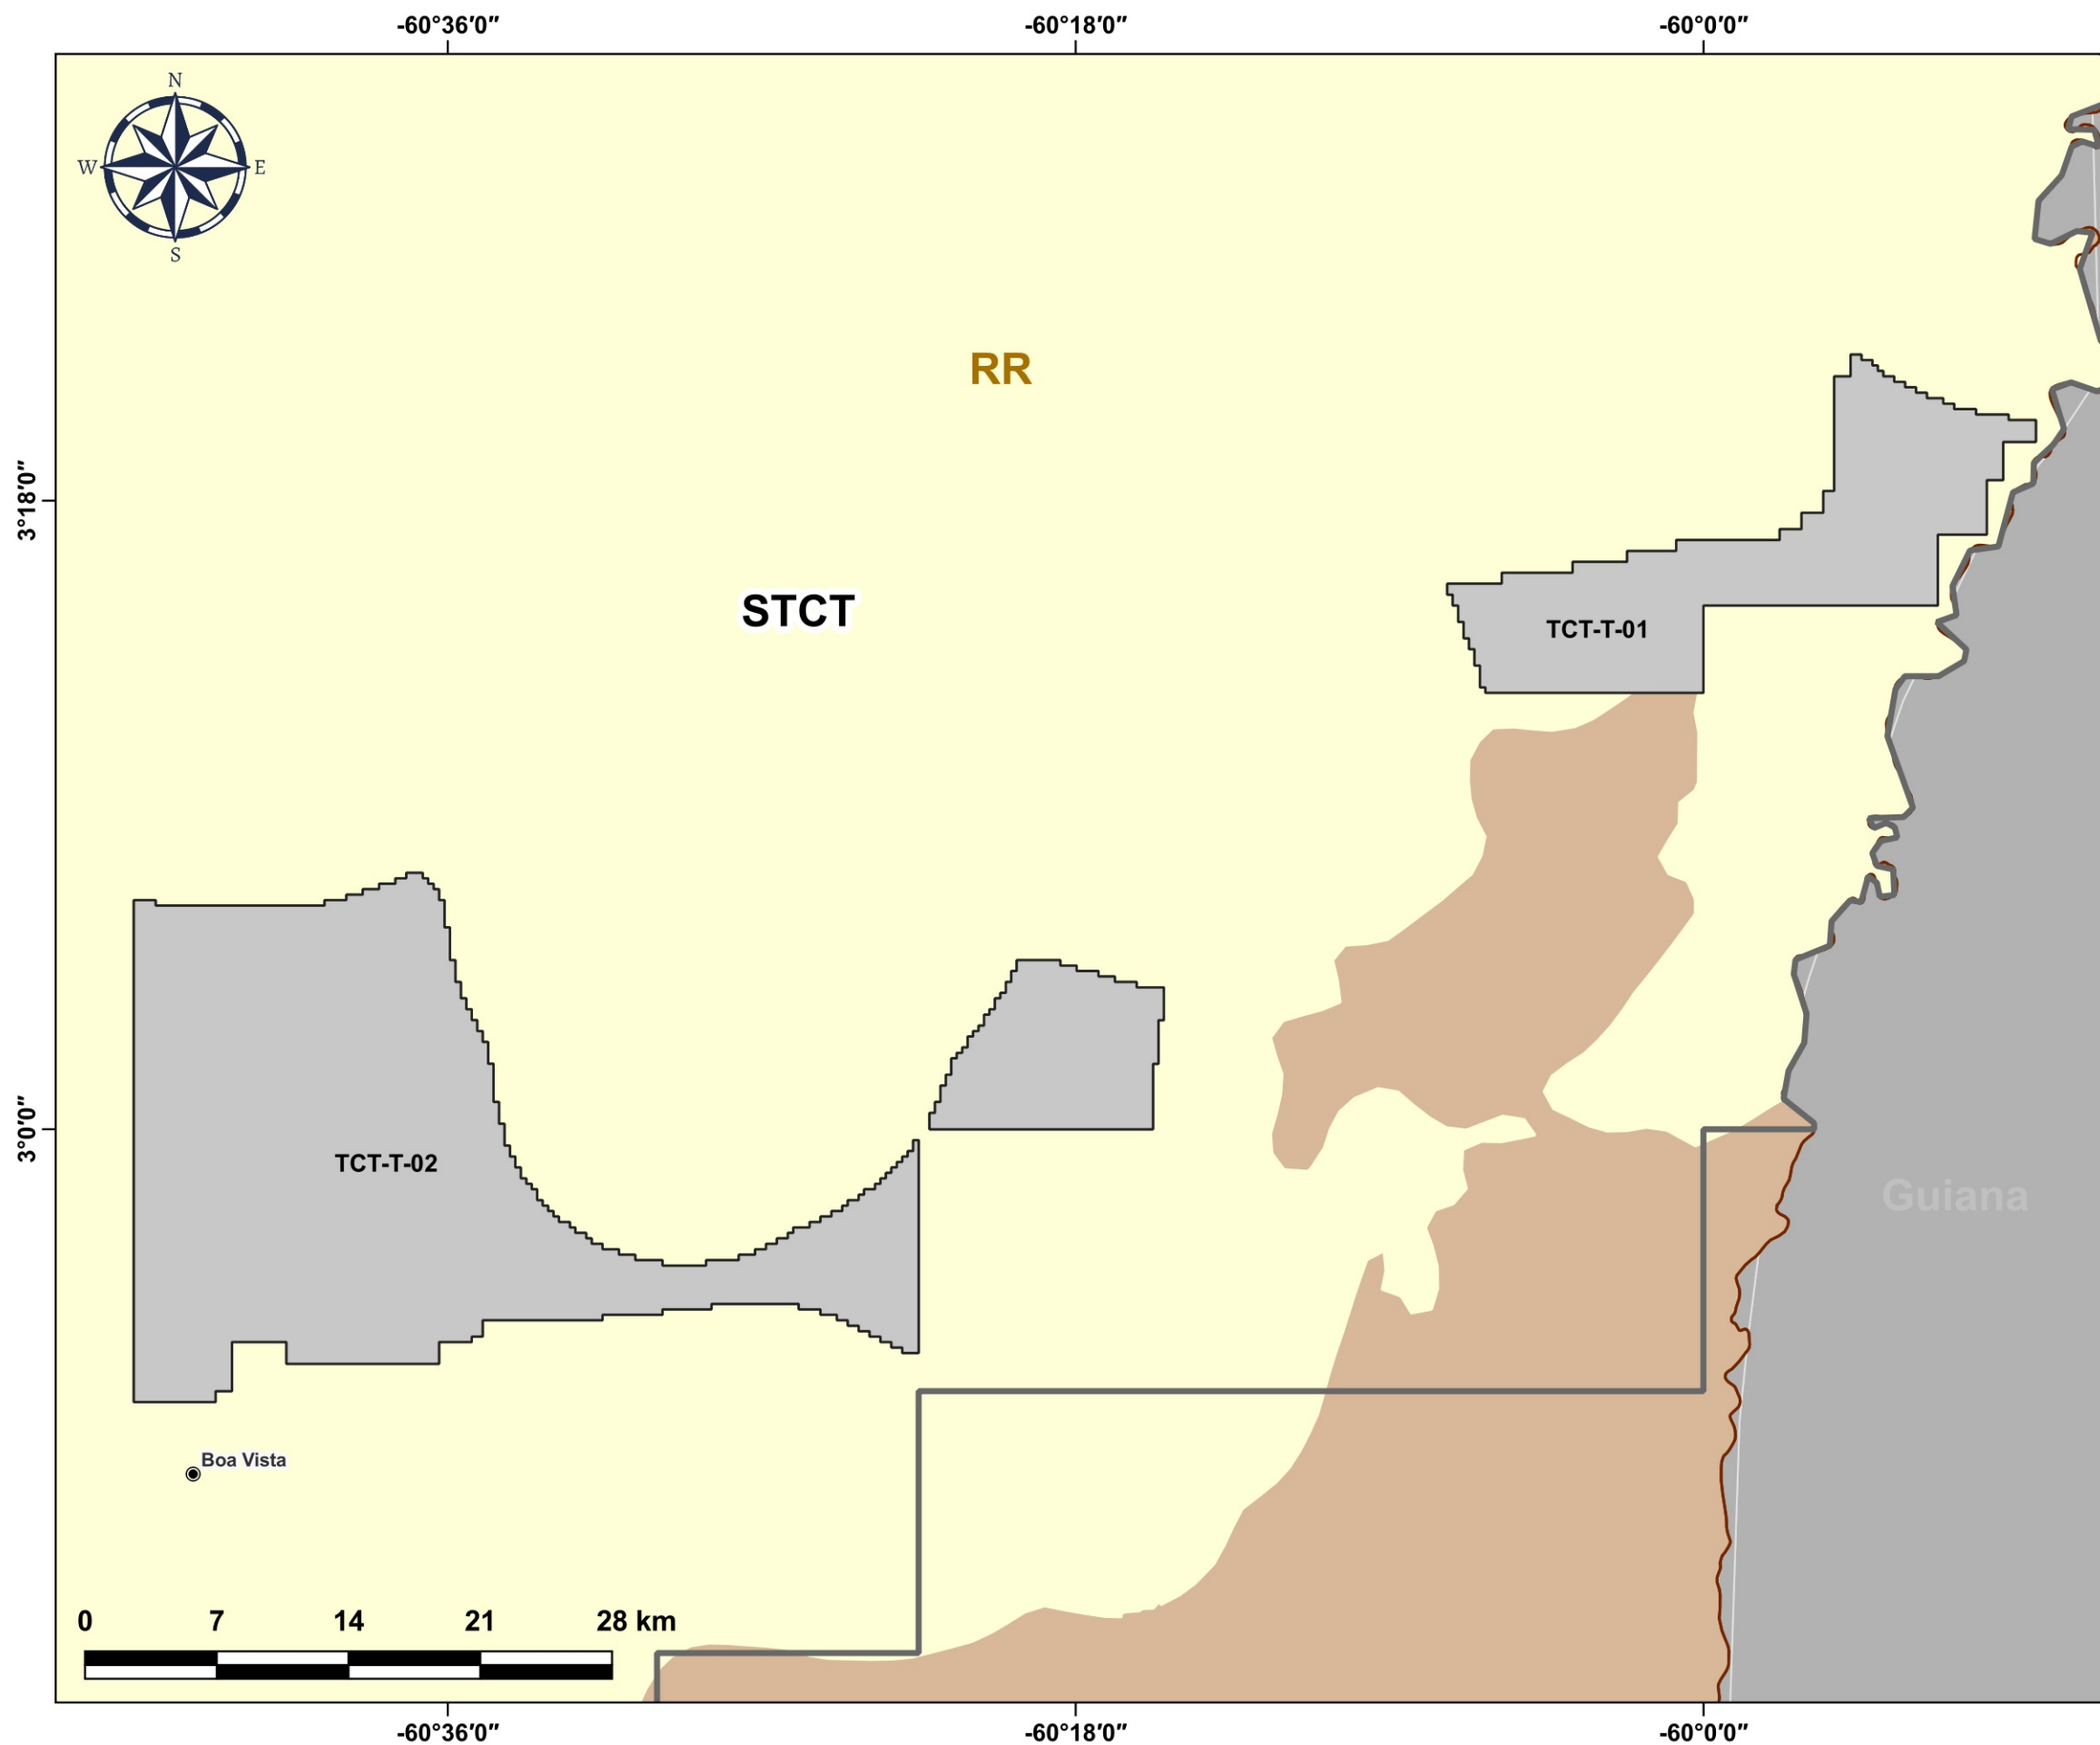 -60°36'0" -60°18'0" -60°0'0"
N
W E
S
RR
3°18'0"
STCT
TCT-T-01
3°0'0"
TCT-T-02
Guiana
Boa Vista
0 7 14 21 28 km
-60°36'0" -60°18'0" -60°0'0"